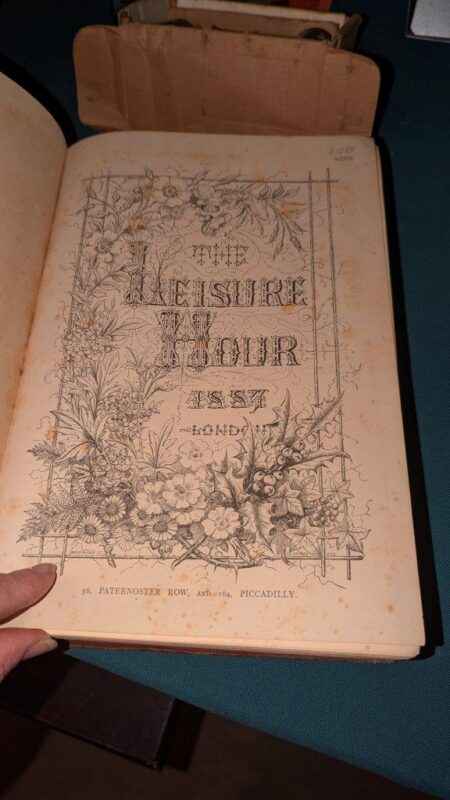 THE
LEISURE
HOUR
1887
LONDON
56, PATERNOSTER ROW, AND 164, PICCADILLY.